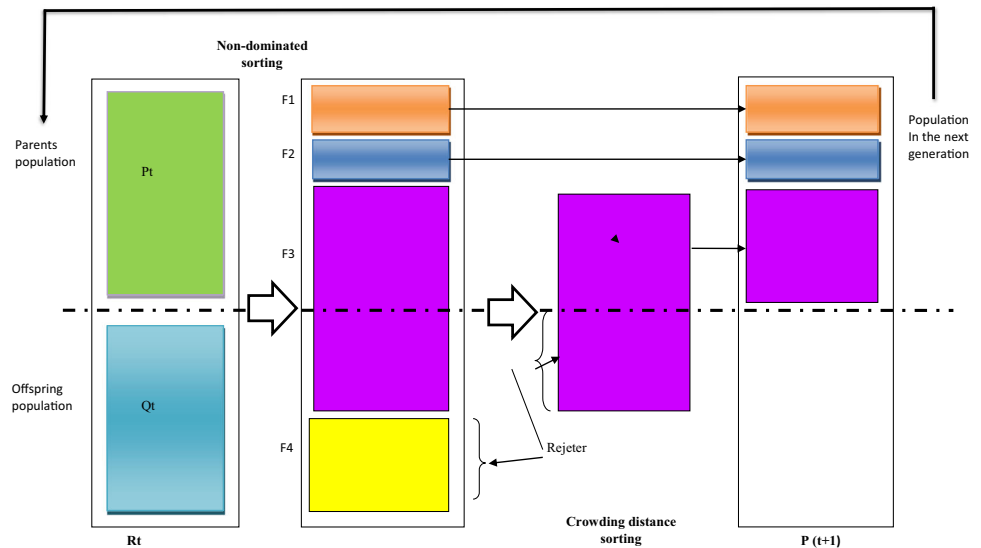 Non-dominated
sorting
Parents
population
Pt
F1
F2
F3
Population
In the next
generation
Offspring
population
Qt
F4
Rejeter
Rt
Crowding distance
sorting
P (t+1)